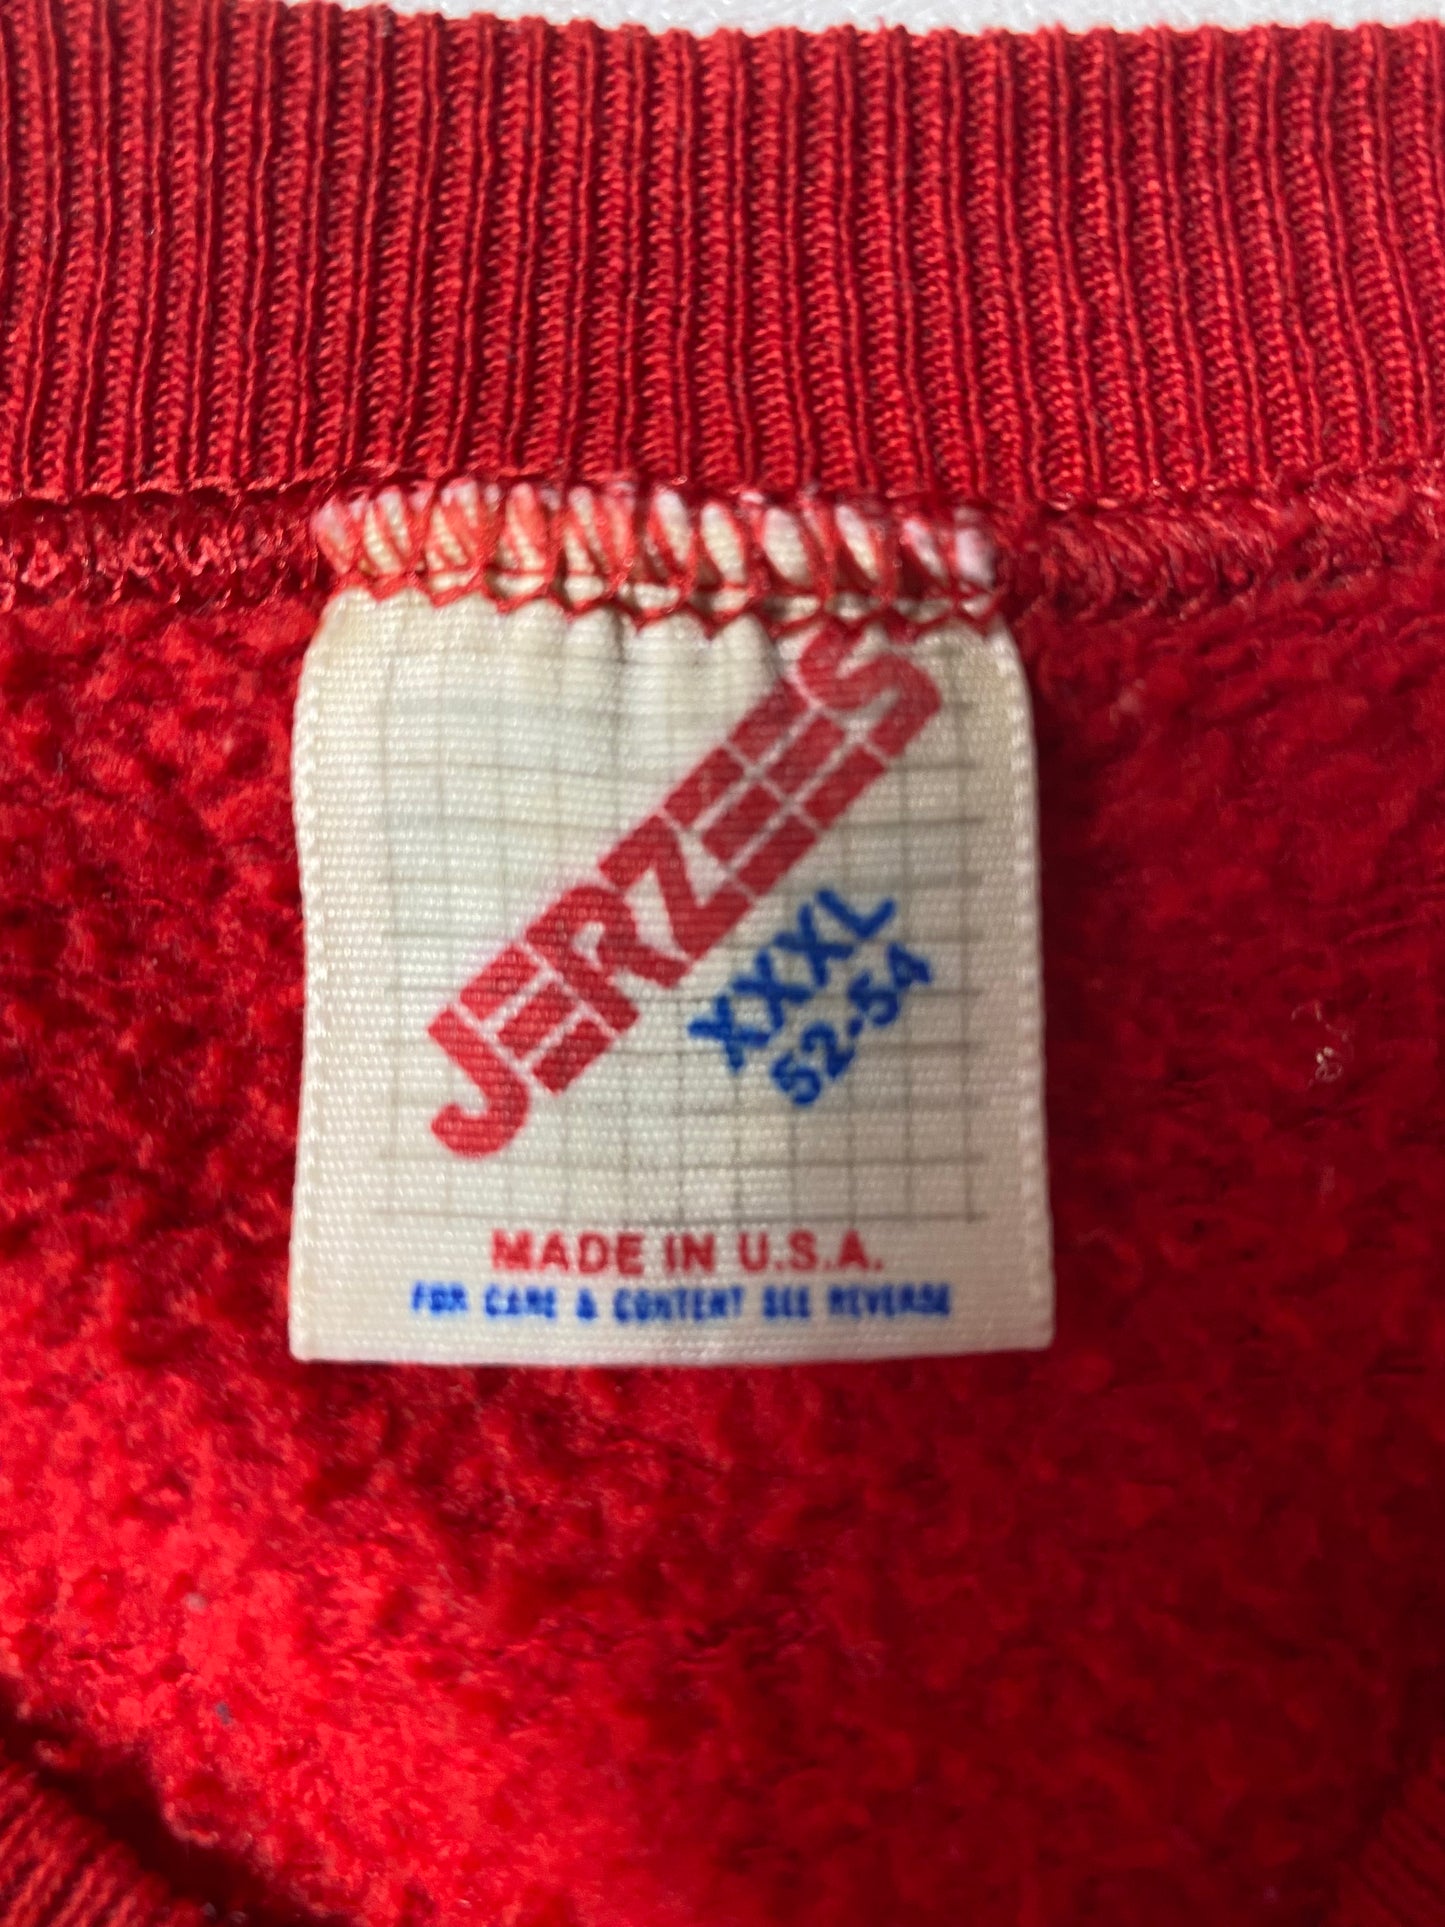 JERZEES
XXXL
52-54
MADE IN U.S.A.
FOR CARE & CONTENT SEE REVERSE